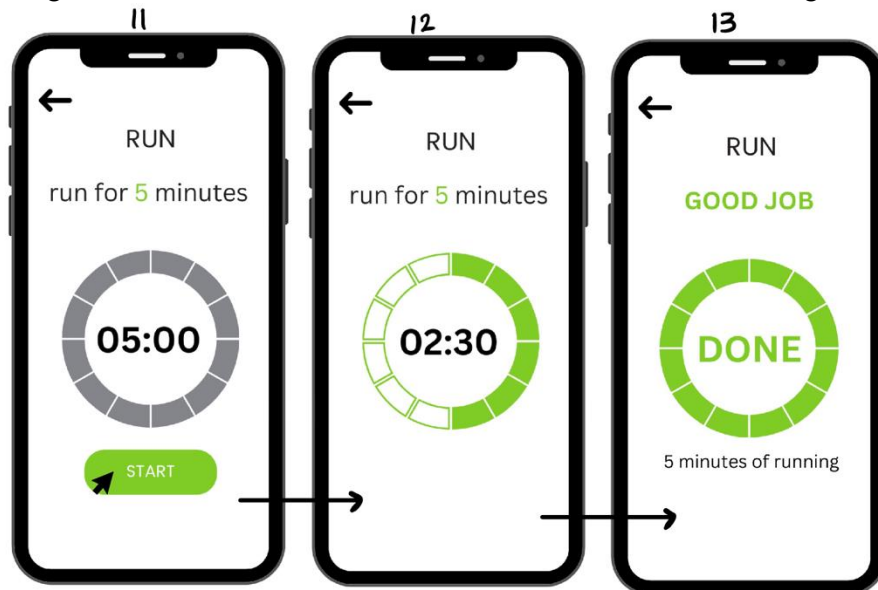 11
RUN
run for 5 minutes
05:00
START
12
RUN
run for 5 minutes
02:30
13
RUN
GOOD JOB
DONE
5 minutes of running